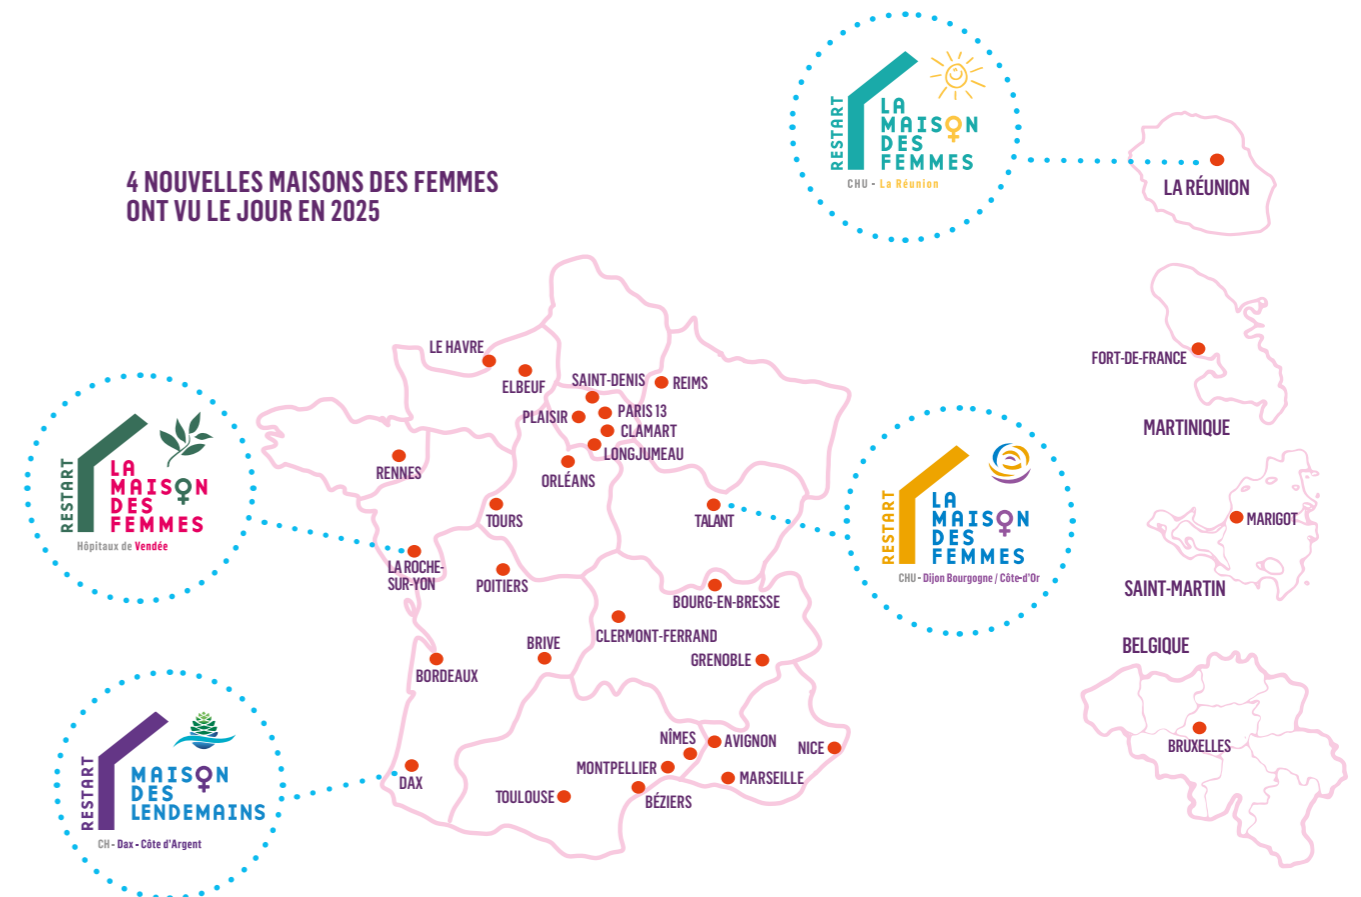 4 NOUVELLES MAISONS DES FEMMES
ONT VU LE JOUR EN 2025
RESTART
LA
MAISON
DES
FEMMES
CHU - La Réunion
LA RÉUNION
FORT-DE-FRANCE
MARTINIQUE
MARIGOT
SAINT-MARTIN
BELGIQUE
BRUXELLES
RESTART
LA
MAISON
DES
FEMMES
Hôpitaux de Vendée
RESTART
MAISON
DES
LENDEMAINS
CH - Dax - Côte d'Argent
RESTART
LA
MAISON
DES
FEMMES
CHU - Dijon Bourgogne / Côte-d'Or
LE HAVRE
ELBEUF
SAINT-DENIS
REIMS
PLAISIR
PARIS 13
CLAMART
LONGJUMEAU
RENNES
ORLÉANS
TOURS
TALANT
LA ROCHE-
SUR-YON
POITIERS
BOURG-EN-BRESSE
CLERMONT-FERRAND
BRIVE
GRENOBLE
BORDEAUX
NÎMES
AVIGNON
NICE
MONTPELLIER
MARSEILLE
DAX
TOULOUSE
BÉZIERS